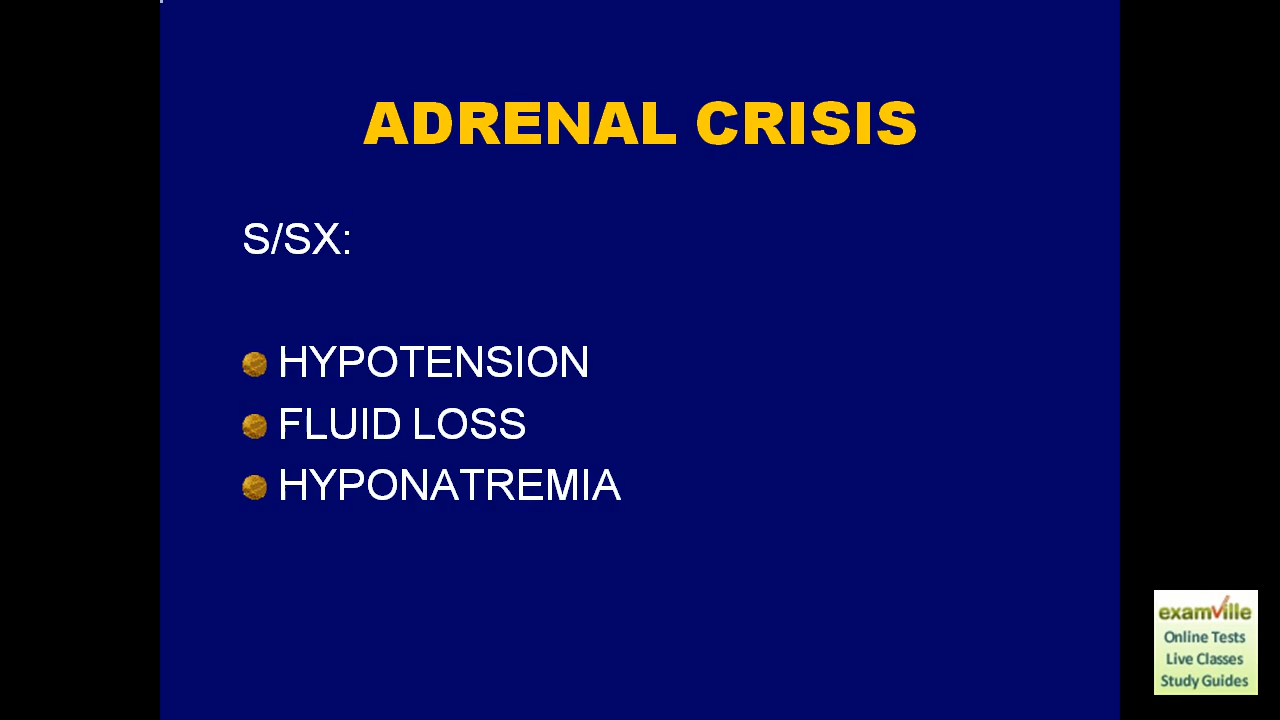 ADRENAL CRISIS
S/SX:
HYPOTENSION
FLUID LOSS
HYPONATREMIA
examville
Online Tests
Live Classes
Study Guides